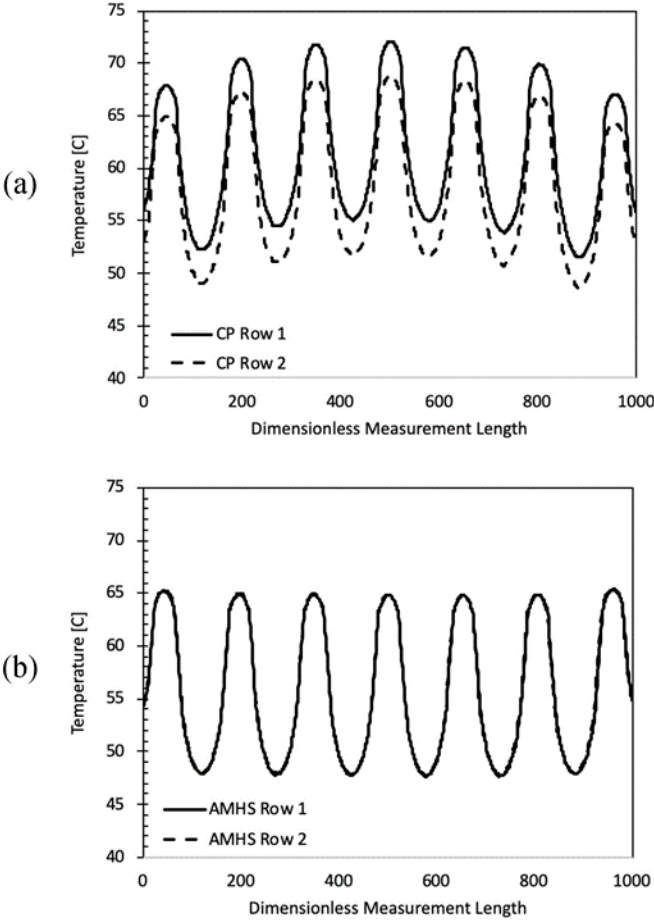 (a)
Temperature [C]
75
70
65
60
55
50
45
40
CP Row 1
CP Row 2
0 200 400 600 800 1000
Dimensionless Measurement Length
(b)
Temperature [C]
75
70
65
60
55
50
45
40
AMHS Row 1
AMHS Row 2
0 200 400 600 800 1000
Dimensionless Measurement Length